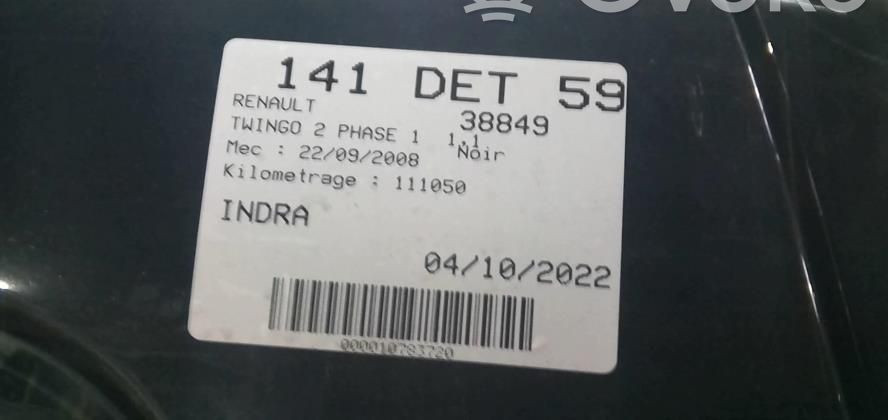 141 DET 59
RENAULT
38849
TWINGO 2 PHASE 1 1.1
Mec : 22/09/2008 Noir
Kilometrage : 111050
INDRA
04/10/2022
000010783720